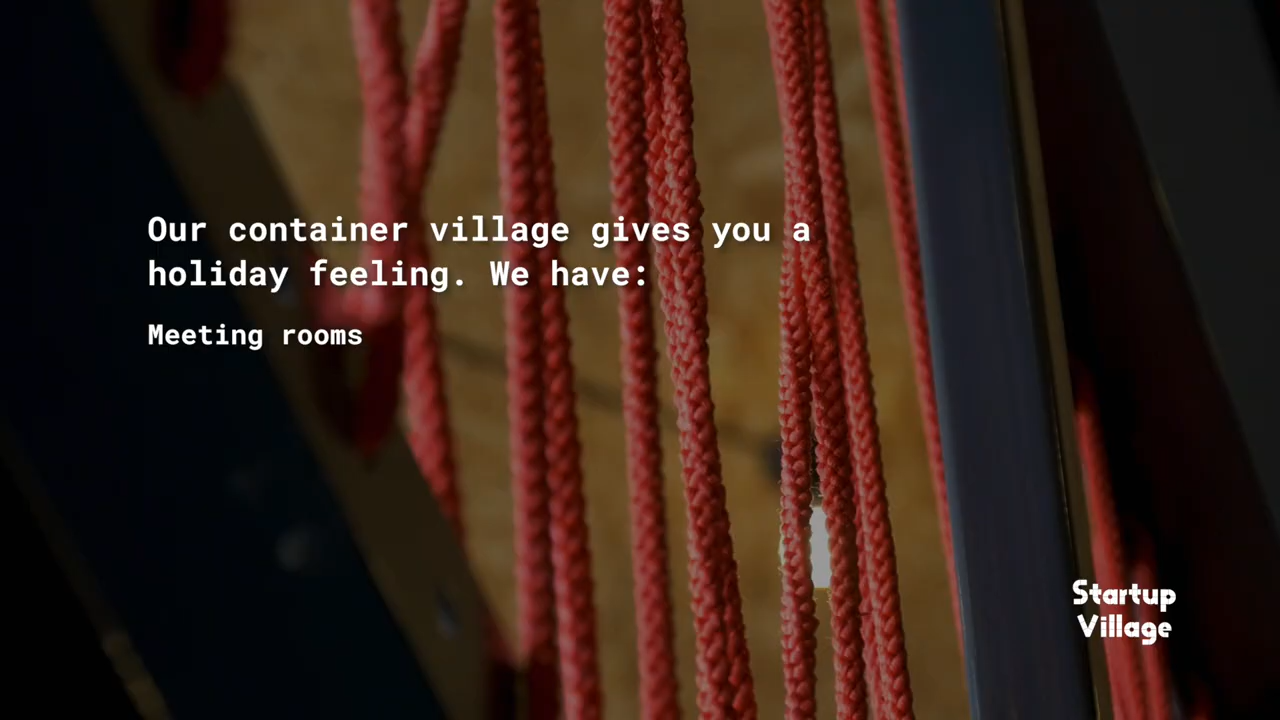 Our container village gives you a
holiday feeling. We have:
Meeting rooms
Startup
Village